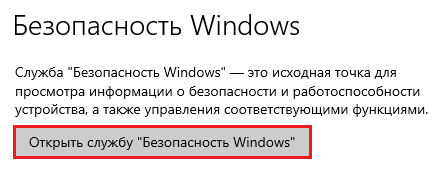 Безопасность Windows
Служба "Безопасность Windows" — это исходная точка для
просмотра информации о безопасности и работоспособности
устройства, а также управления соответствующими функциями.
Открыть службу "Безопасность Windows"